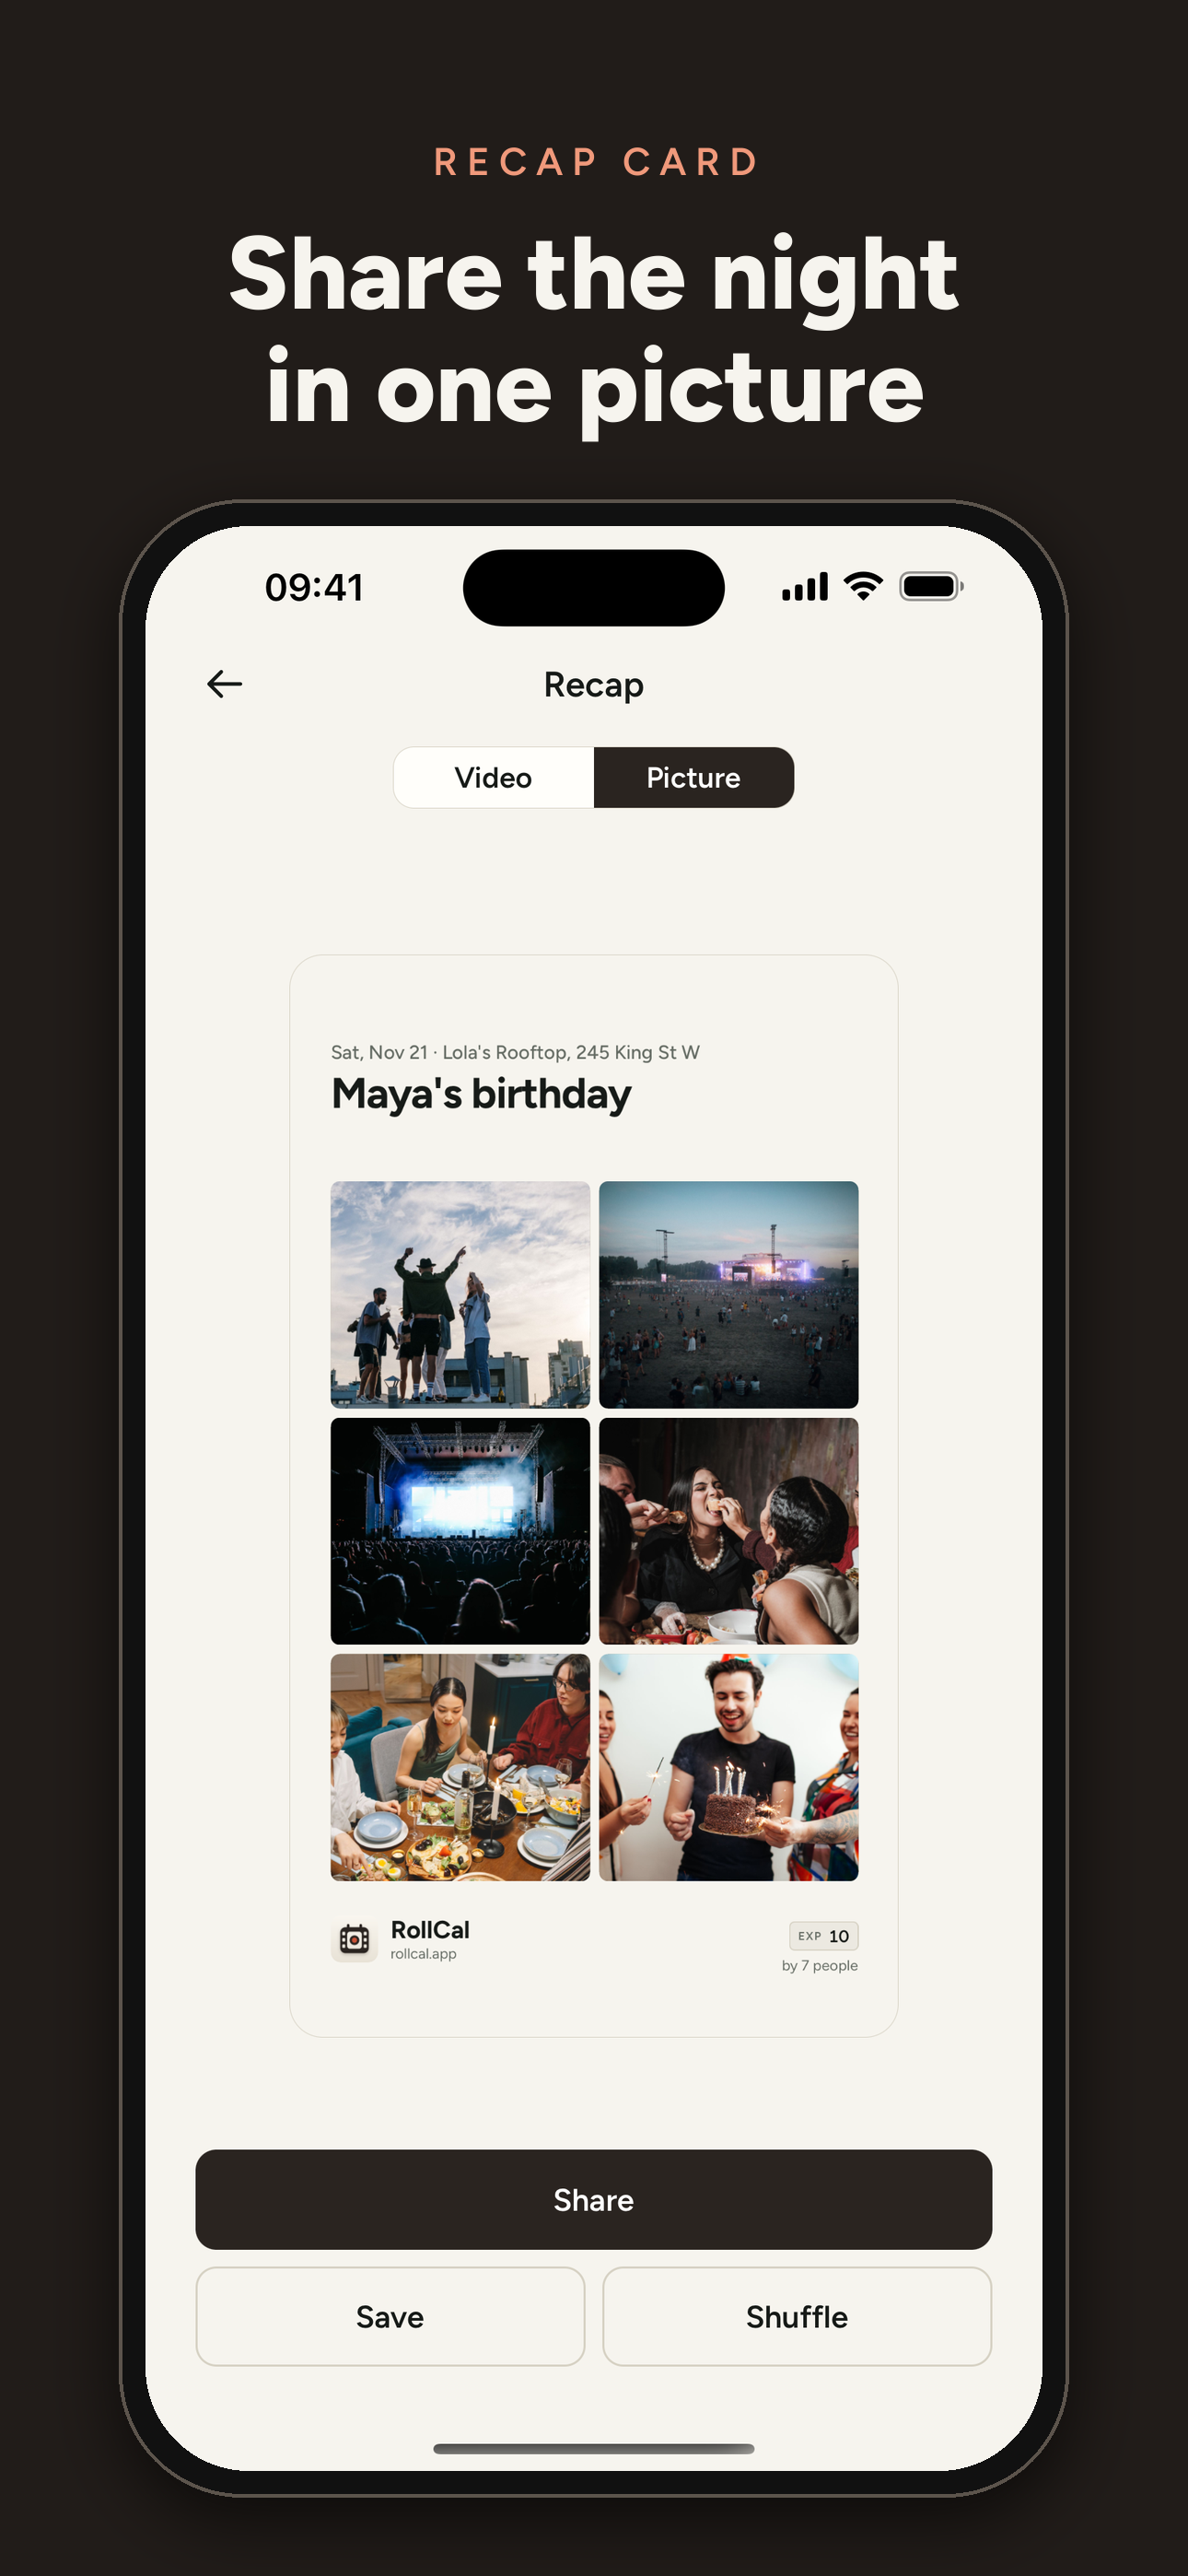 RECAP CARD
Share the night
in one picture
09:41
Recap
Video Picture
Sat, Nov 21 · Lola's Rooftop, 245 King St W
Maya's birthday
RollCal
rollcal.app
EXP 10
by 7 people
Share
Save Shuffle